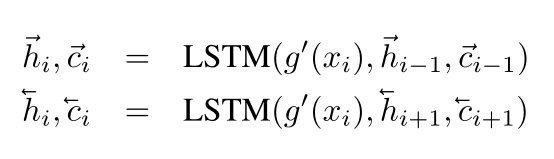 h⃗ᵢ, c⃗ᵢ = LSTM(g′(xᵢ), h⃗ᵢ₋₁, c⃗ᵢ₋₁)
h⃖ᵢ, c⃖ᵢ = LSTM(g′(xᵢ), h⃖ᵢ₊₁, c⃖ᵢ₊₁)